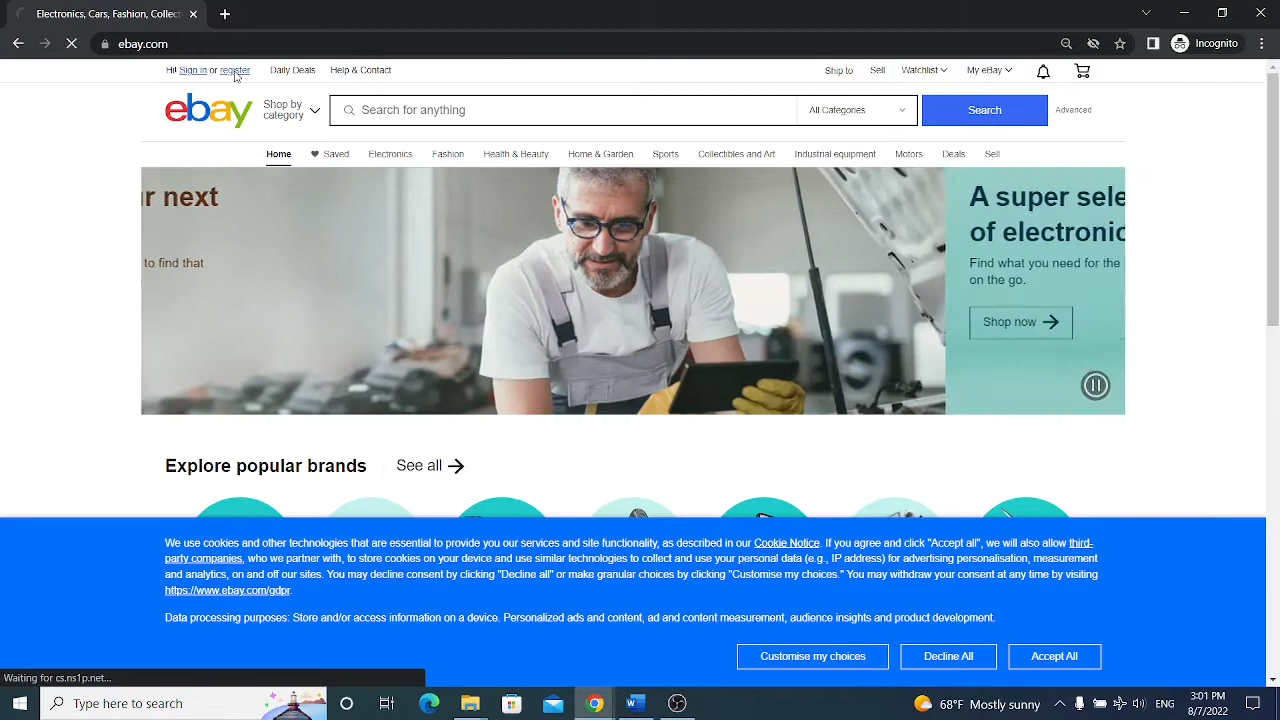 Electronics, Cars, Fashion, Collect
ebay.com
Incognito
Hi! Sign in or register
Daily Deals
Help & Contact
Ship to
Sell
Watchlist
My eBay
ebay
Shop by
category
Search for anything
All Categories
Search
Advanced
Home
Saved
Electronics
Fashion
Health & Beauty
Home & Garden
Sports
Collectibles and Art
Industrial equipment
Motors
Deals
Sell
r next
to find that
A super sele
of electronic
Find what you need for the
on the go.
Shop now
Explore popular brands
See all
We use cookies and other technologies that are essential to provide you our services and site functionality, as described in our Cookie Notice. If you agree and click "Accept all", we will also allow third-
party companies, who we partner with, to store cookies on your device and use similar technologies to collect and use your personal data (e.g., IP address) for advertising personalisation, measurement
and analytics, on and off our sites. You may decline consent by clicking "Decline all" or make granular choices by clicking "Customise my choices." You may withdraw your consent at any time by visiting
https://www.ebay.com/gdpr.
Data processing purposes: Store and/or access information on a device. Personalized ads and content, ad and content measurement, audience insights and product development.
Customise my choices
Decline All
Accept All
Waiting for cs.ns1p.net...
Type here to search
68°F Mostly sunny
ENG
3:01 PM
8/7/2022